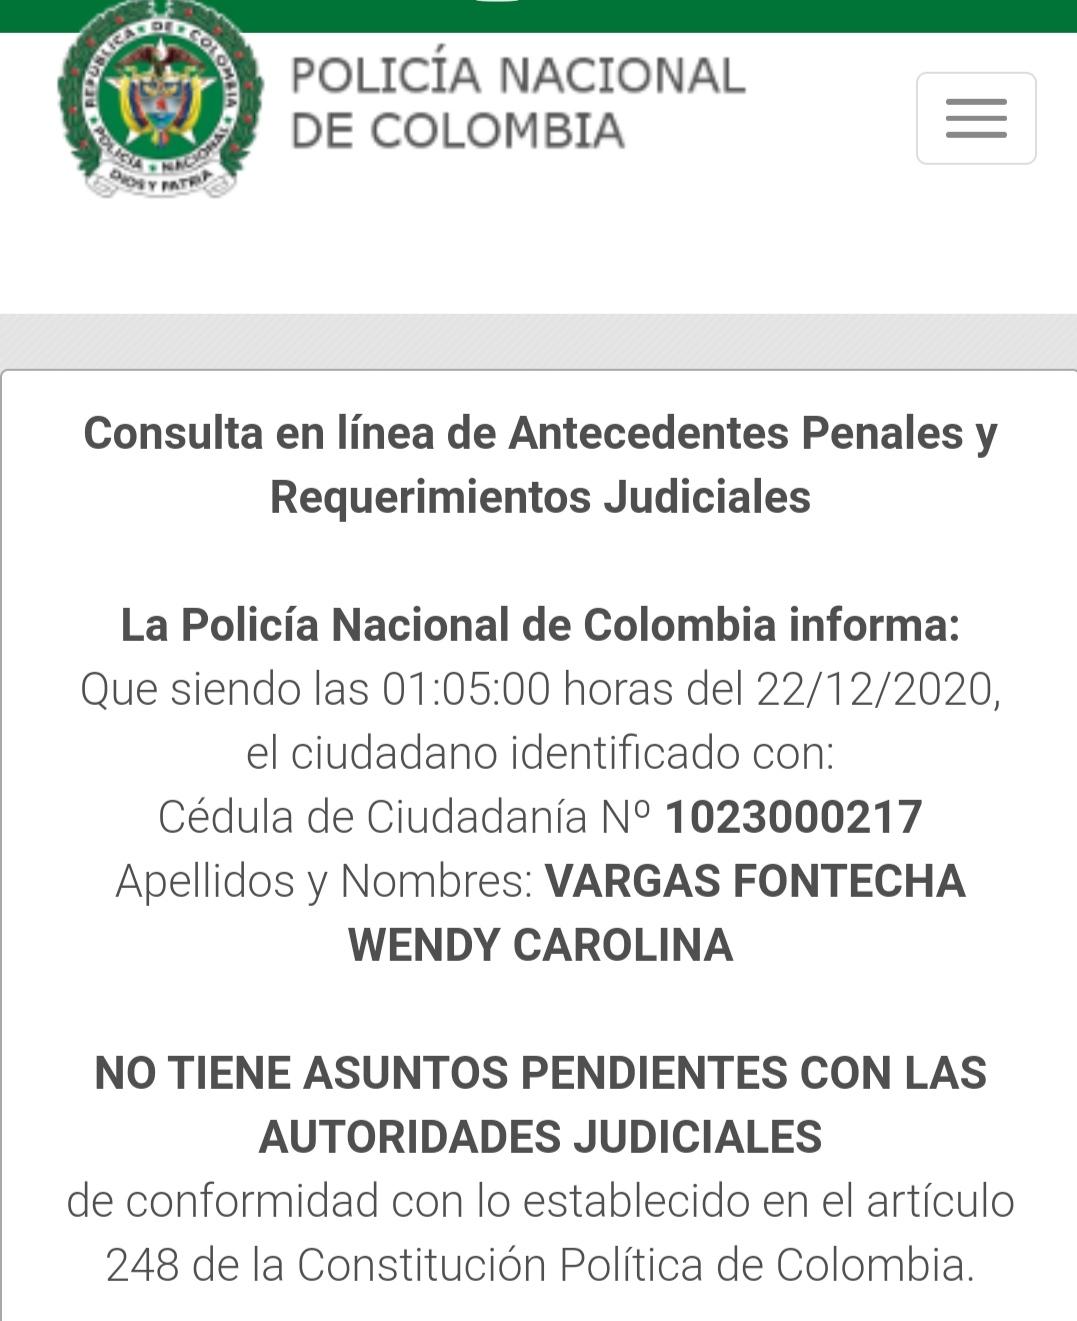 REPÚBLICA DE COLOMBIA
POLICÍA NACIONAL
DIOS Y PATRIA
POLICÍA NACIONAL
DE COLOMBIA
Consulta en línea de Antecedentes Penales y
Requerimientos Judiciales
La Policía Nacional de Colombia informa:
Que siendo las 01:05:00 horas del 22/12/2020,
el ciudadano identificado con:
Cédula de Ciudadanía Nº 1023000217
Apellidos y Nombres: VARGAS FONTECHA
WENDY CAROLINA
NO TIENE ASUNTOS PENDIENTES CON LAS
AUTORIDADES JUDICIALES
de conformidad con lo establecido en el artículo
248 de la Constitución Política de Colombia.